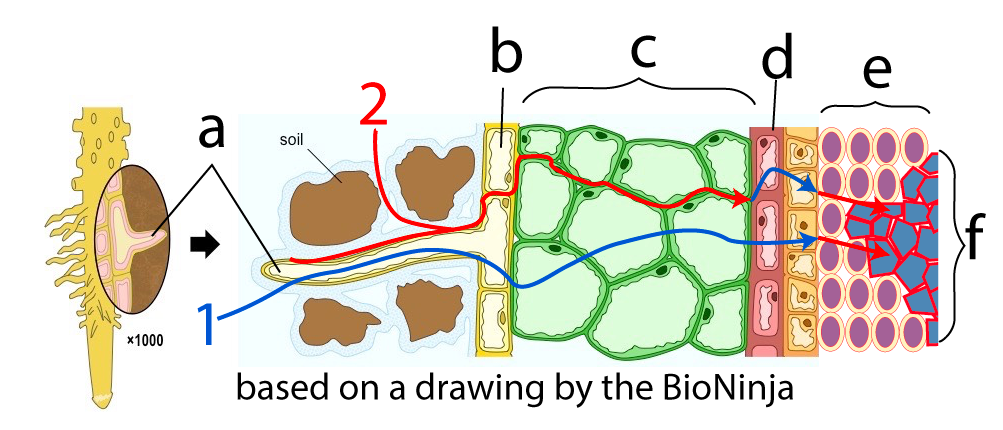 b
c
d
e
2
a
soil
f
1
×1000
based on a drawing by the BioNinja